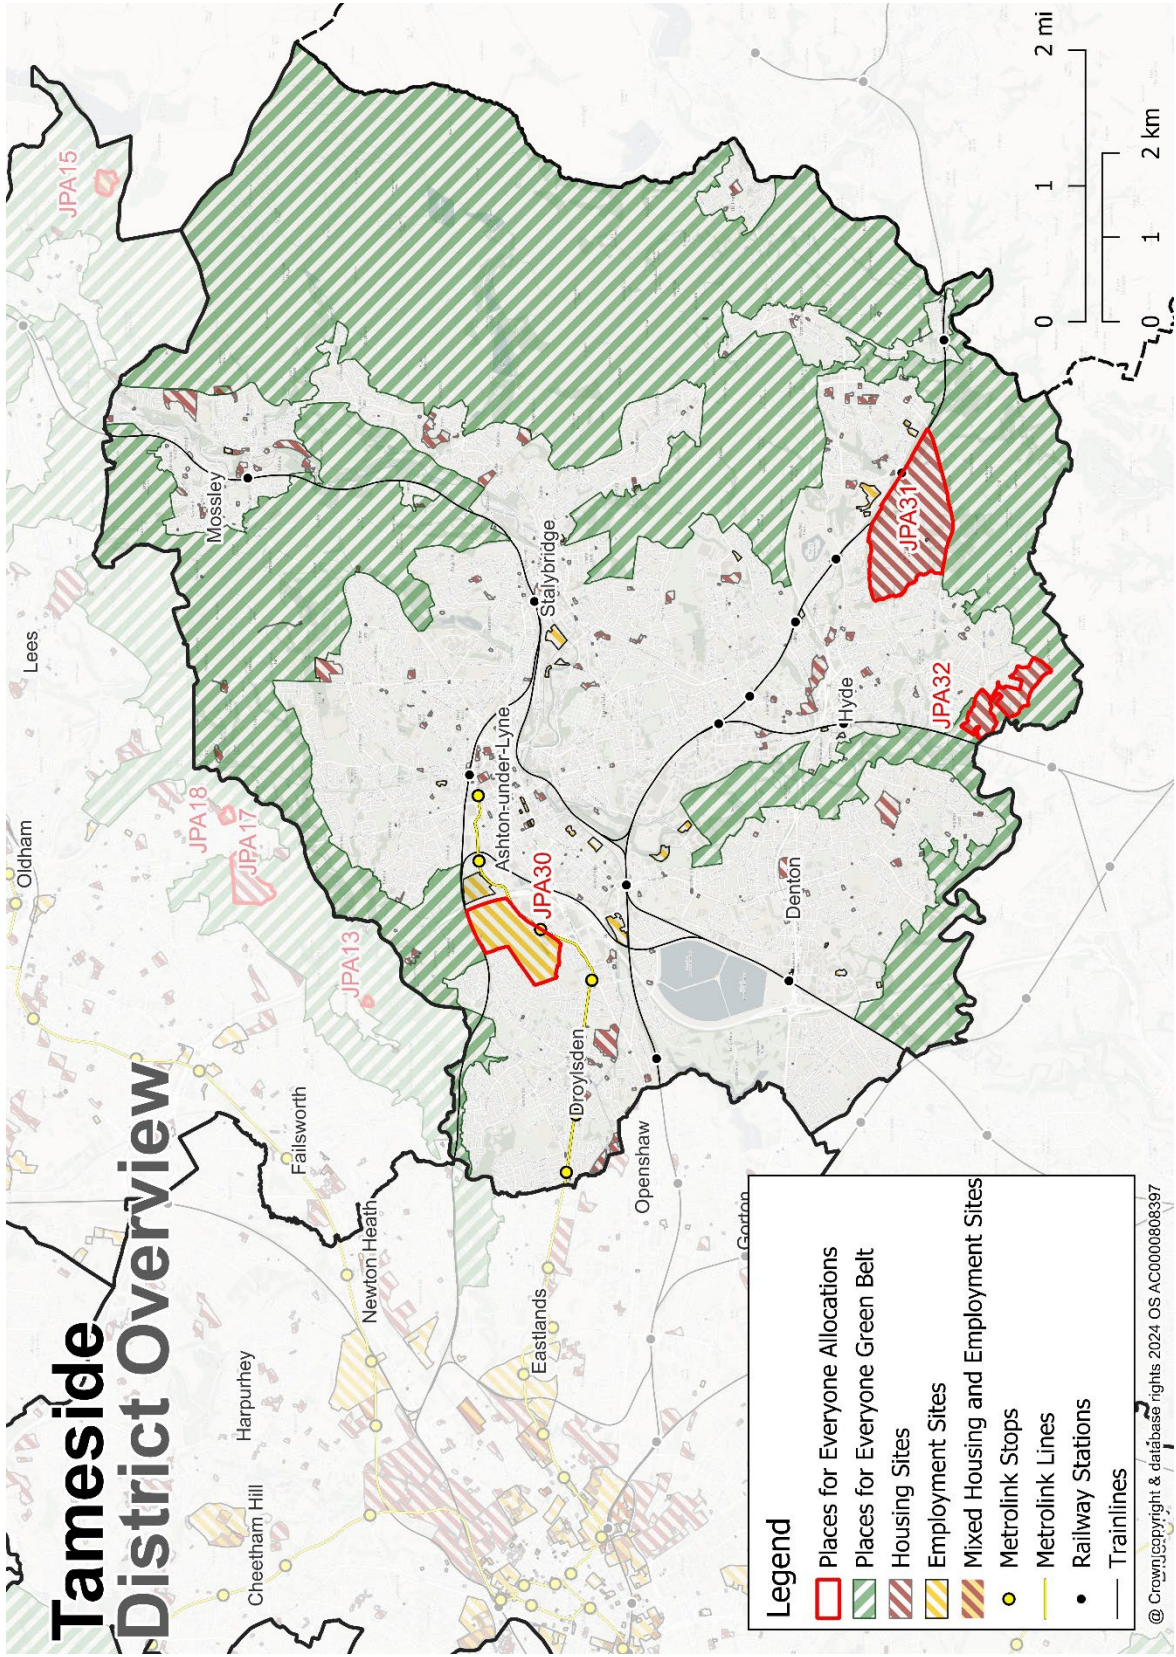 Tameside
District Overview
JPA15
Lees
Mossley
Oldham
JPA18
JPA17
JPA13
Stalybridge
Ashton-under-Lyne
JPA30
JPA31
JPA32
Hyde
Denton
Droylsden
Failsworth
Newton Heath
Harpurhey
Cheetham Hill
Openshaw
Eastlands
Gorton
Legend
Places for Everyone Allocations
Places for Everyone Green Belt
Housing Sites
Employment Sites
Mixed Housing and Employment Sites
Metrolink Stops
Metrolink Lines
Railway Stations
Trainlines
0 1 2 mi
0 1 2 km
@ Crown copyright & database rights 2024 OS AC0000808397